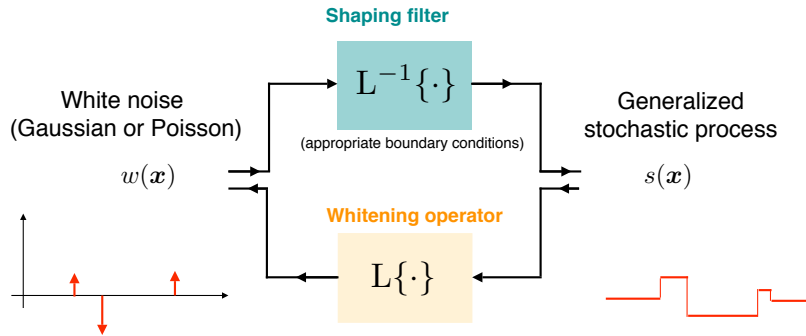 Shaping filter
L⁻¹{·}
(appropriate boundary conditions)
White noise
(Gaussian or Poisson)
w(x)
Generalized
stochastic process
s(x)
Whitening operator
L{·}